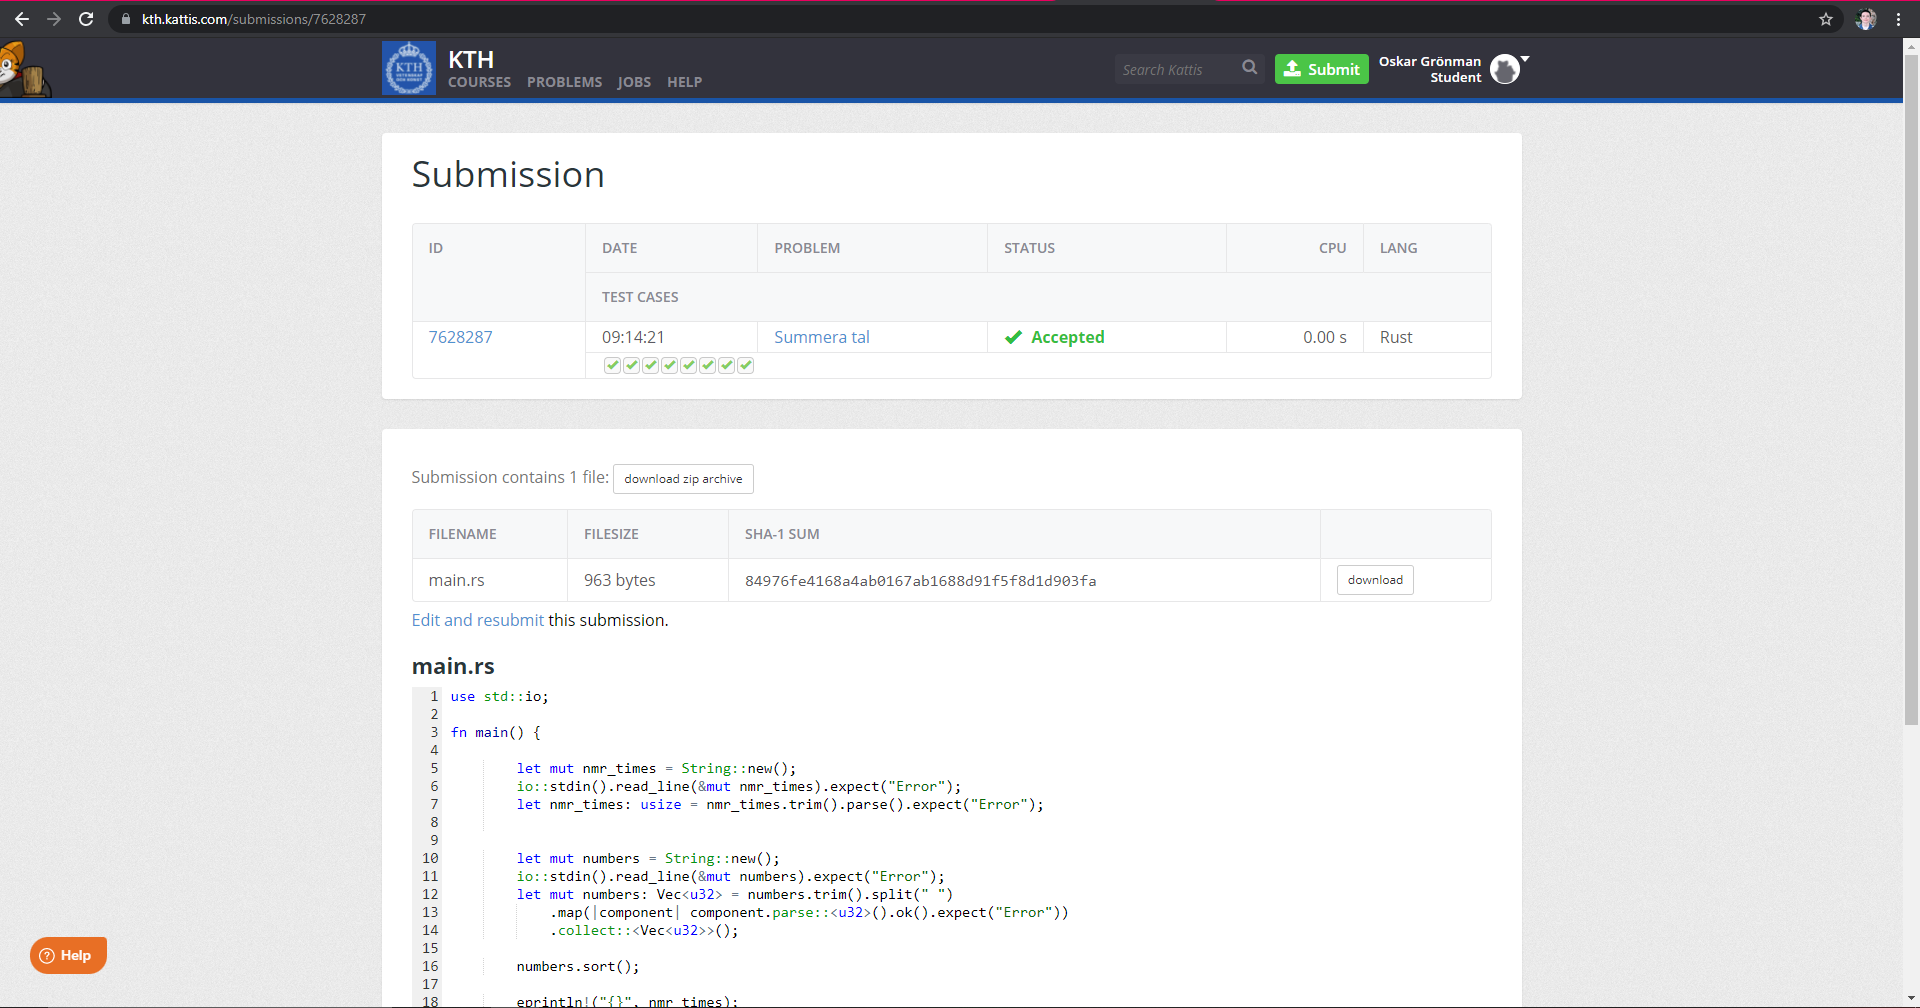 kth.kattis.com/submissions/7628287
KTH
COURSES PROBLEMS JOBS HELP
Search Kattis
Submit
Oskar Grönman
Student
Submission
ID DATE PROBLEM STATUS CPU LANG
TEST CASES
7628287 09:14:21 Summera tal Accepted 0.00 s Rust
Submission contains 1 file: download zip archive
FILENAME FILESIZE SHA-1 SUM
main.rs 963 bytes 84976fe4168a4ab0167ab1688d91f5f8d1d903fa download
Edit and resubmit this submission.
main.rs
1 use std::io;
2
3 fn main() {
4
5 let mut nmr_times = String::new();
6 io::stdin().read_line(&mut nmr_times).expect("Error");
7 let nmr_times: usize = nmr_times.trim().parse().expect("Error");
8
9
10 let mut numbers = String::new();
11 io::stdin().read_line(&mut numbers).expect("Error");
12 let mut numbers: Vec<u32> = numbers.trim().split(" ")
13 .map(|component| component.parse::<u32>().ok().expect("Error"))
14 .collect::<Vec<u32>>();
15
16 numbers.sort();
17
18 eprintln!("{}", nmr_times);
Help